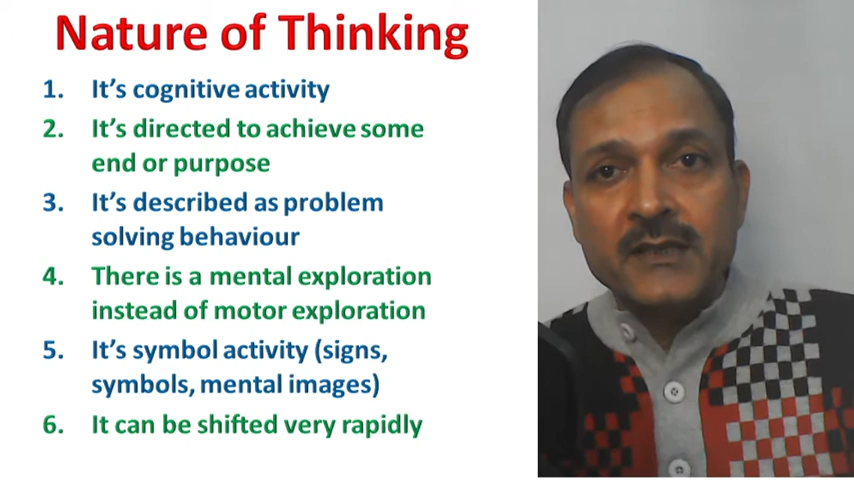 Nature of Thinking
1. It's cognitive activity
2. It's directed to achieve some
end or purpose
3. It's described as problem
solving behaviour
4. There is a mental exploration
instead of motor exploration
5. It's symbol activity (signs,
symbols, mental images)
6. It can be shifted very rapidly